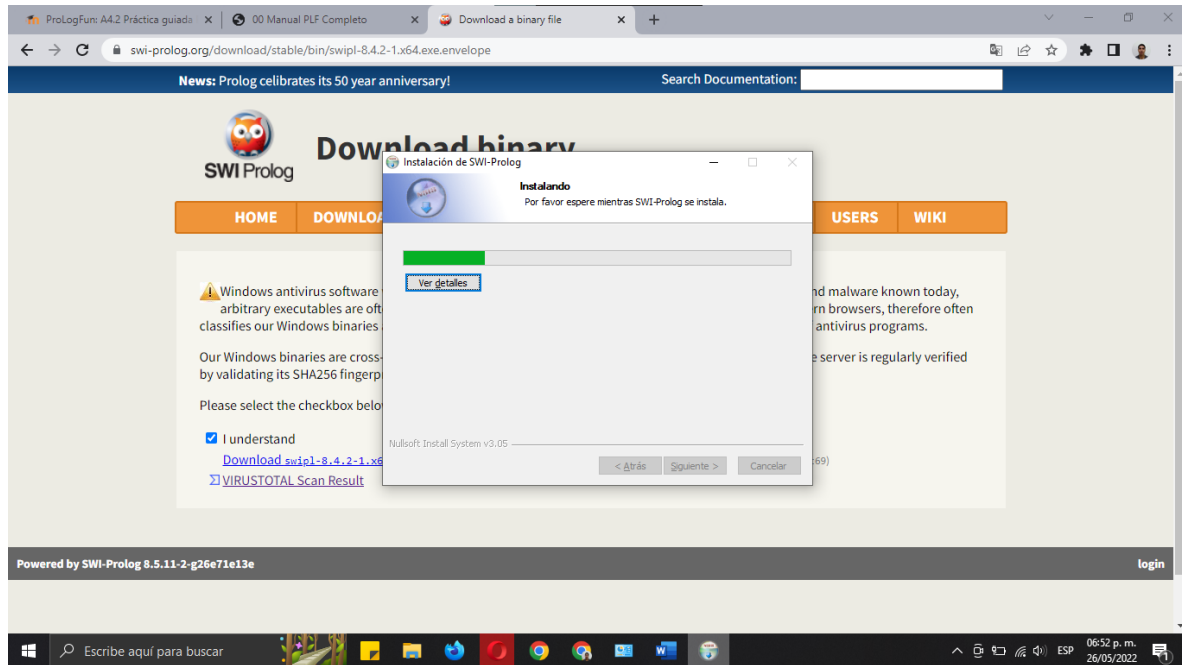 ProLogFun: A4.2 Práctica guiada
00 Manual PLF Completo
Download a binary file
swi-prolog.org/download/stable/bin/swipl-8.4.2-1.x64.exe.envelope
News: Prolog celibrates its 50 year anniversary!
Search Documentation:
SWI Prolog
Download binary
HOME
DOWNLOA
USERS
WIKI
Instalación de SWI-Prolog
Instalando
Por favor espere mientras SWI-Prolog se instala.
Ver detalles
Nullsoft Install System v3.05
< Atrás
Siguiente >
Cancelar
Windows antivirus software
nd malware known today,
arbitrary executables are oft
rn browsers, therefore often
classifies our Windows binaries
antivirus programs.
Our Windows binaries are cross-
e server is regularly verified
by validating its SHA256 fingerp
Please select the checkbox belo
I understand
Download swipl-8.4.2-1.x6
:69)
VIRUSTOTAL Scan Result
Powered by SWI-Prolog 8.5.11-2-g26e71e13e
login
Escribe aquí para buscar
ESP
06:52 p. m.
26/05/2022
1